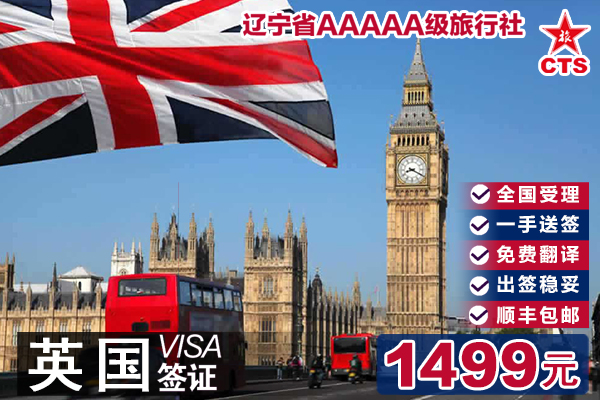 辽宁省AAAAA级旅行社
旅
CTS
全国受理
一手送签
免费翻译
出签稳妥
顺丰包邮
英国
VISA
签证
1499元